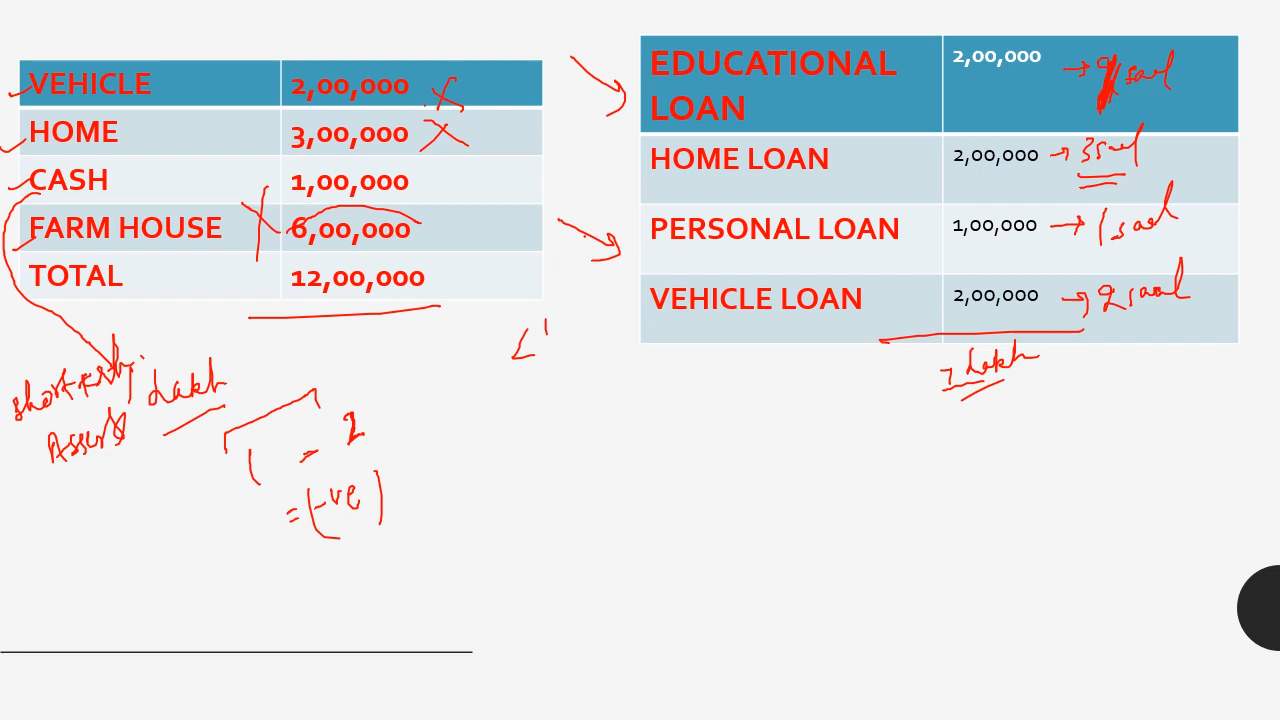 VEHICLE 2,00,000
HOME 3,00,000
CASH 1,00,000
FARM HOUSE 6,00,000
TOTAL 12,00,000
EDUCATIONAL LOAN 2,00,000 → saal
HOME LOAN 2,00,000 → 3 saal
PERSONAL LOAN 1,00,000 → 1 saal
VEHICLE LOAN 2,00,000 → 2 saal
7 Lakh
Lakh
Assets
1 - 2
= (-ve)